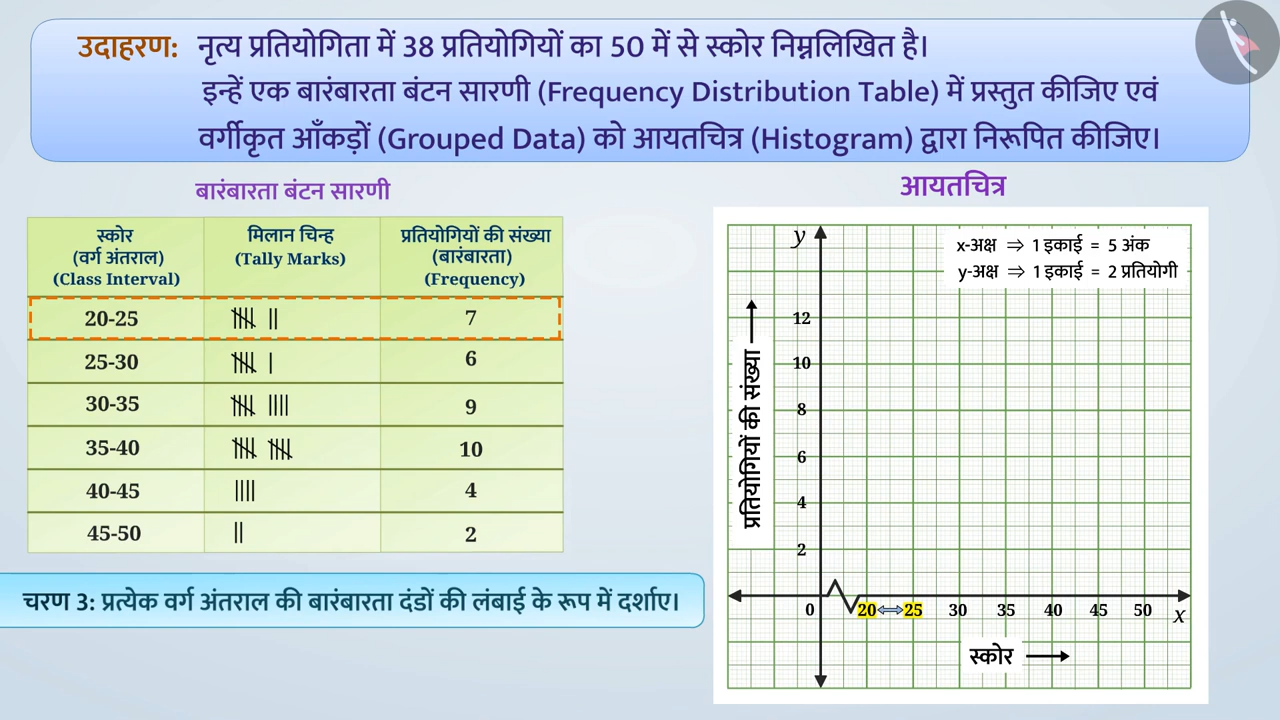 उदाहरण: नृत्य प्रतियोगिता में 38 प्रतियोगियों का 50 में से स्कोर निम्नलिखित है।
इन्हें एक बारंबारता बंटन सारणी (Frequency Distribution Table) में प्रस्तुत कीजिए एवं
वर्गीकृत आँकड़ों (Grouped Data) को आयतचित्र (Histogram) द्वारा निरूपित कीजिए।
बारंबारता बंटन सारणी
स्कोर (वर्ग अंतराल) (Class Interval) मिलान चिन्ह (Tally Marks) प्रतियोगियों की संख्या (बारंबारता) (Frequency)
20-25 7
25-30 6
30-35 9
35-40 10
40-45 4
45-50 2
चरण 3: प्रत्येक वर्ग अंतराल की बारंबारता दंडों की लंबाई के रूप में दर्शाए।
आयतचित्र
y
x-अक्ष ⇒ 1 इकाई = 5 अंक
y-अक्ष ⇒ 1 इकाई = 2 प्रतियोगी
प्रतियोगियों की संख्या
12
10
8
6
4
2
0 20 25 30 35 40 45 50 x
स्कोर